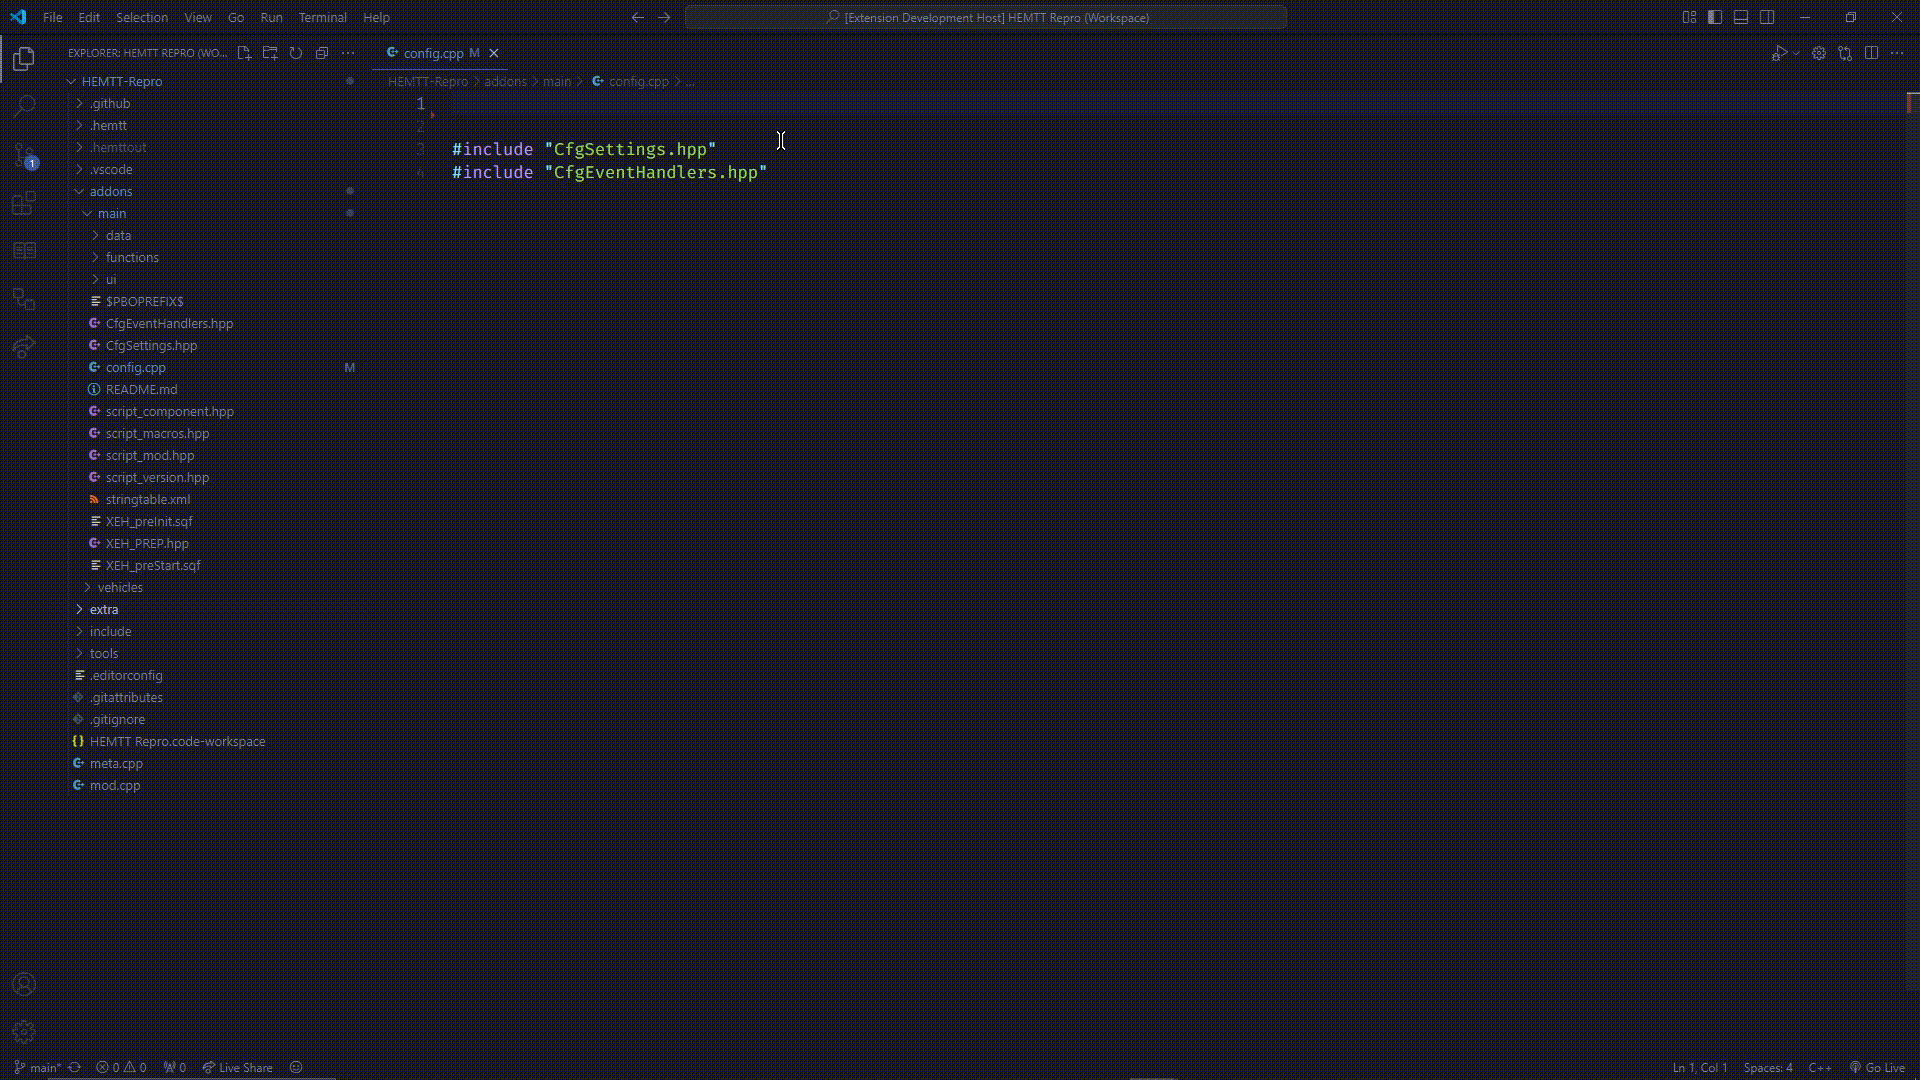 File Edit Selection View Go Run Terminal Help
[Extension Development Host] HEMTT Repro (Workspace)
EXPLORER: HEMTT REPRO (WO...
HEMTT-Repro
.github
.hemtt
.hemttout
.vscode
addons
main
data
functions
ui
$PBOPREFIX$
CfgEventHandlers.hpp
CfgSettings.hpp
config.cpp M
README.md
script_component.hpp
script_macros.hpp
script_mod.hpp
script_version.hpp
stringtable.xml
XEH_preInit.sqf
XEH_PREP.hpp
XEH_preStart.sqf
vehicles
extra
include
tools
.editorconfig
.gitattributes
.gitignore
HEMTT Repro.code-workspace
meta.cpp
mod.cpp
1
config.cpp M
HEMTT-Repro > addons > main > config.cpp > ...
1
2
3 #include "CfgSettings.hpp"
4 #include "CfgEventHandlers.hpp"
main* 0 0 0 Live Share
Ln 1, Col 1 Spaces: 4 C++ Go Live